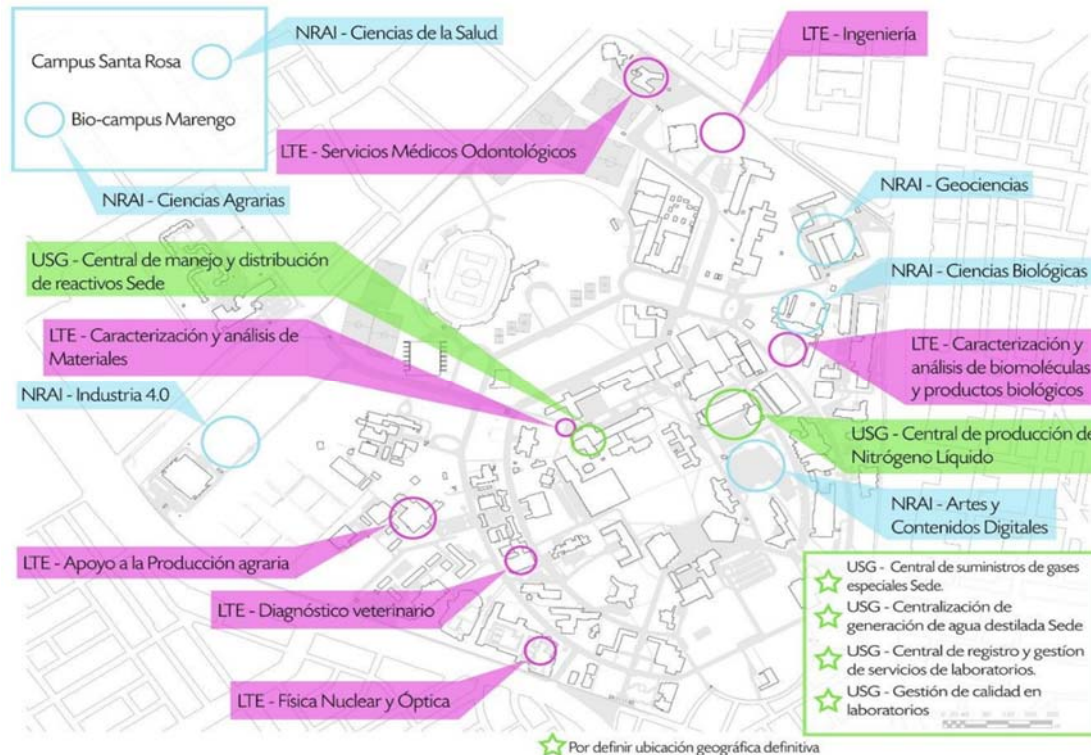 NRAI - Ciencias de la Salud
Campus Santa Rosa
Bio-campus Marengo
NRAI - Ciencias Agrarias
LTE - Ingeniería
LTE - Servicios Médicos Odontológicos
NRAI - Geociencias
USG - Central de manejo y distribución
de reactivos Sede
NRAI - Ciencias Biológicas
LTE - Caracterización y análisis de
Materiales
LTE - Caracterización y
análisis de biomoléculas
y productos biológicos
NRAI - Industria 4.0
USG - Central de producción de
Nitrógeno Líquido
NRAI - Artes y
Contenidos Digitales
LTE - Apoyo a la Producción agraria
LTE - Diagnóstico veterinario
LTE - Física Nuclear y Óptica
USG - Central de suministros de gases
especiales Sede.
USG - Centralización de
generación de agua destilada Sede
USG - Central de registro y gestíon
de servicios de laboratorios.
USG - Gestión de calidad en
laboratorios
Por definir ubicación geográfica definitiva